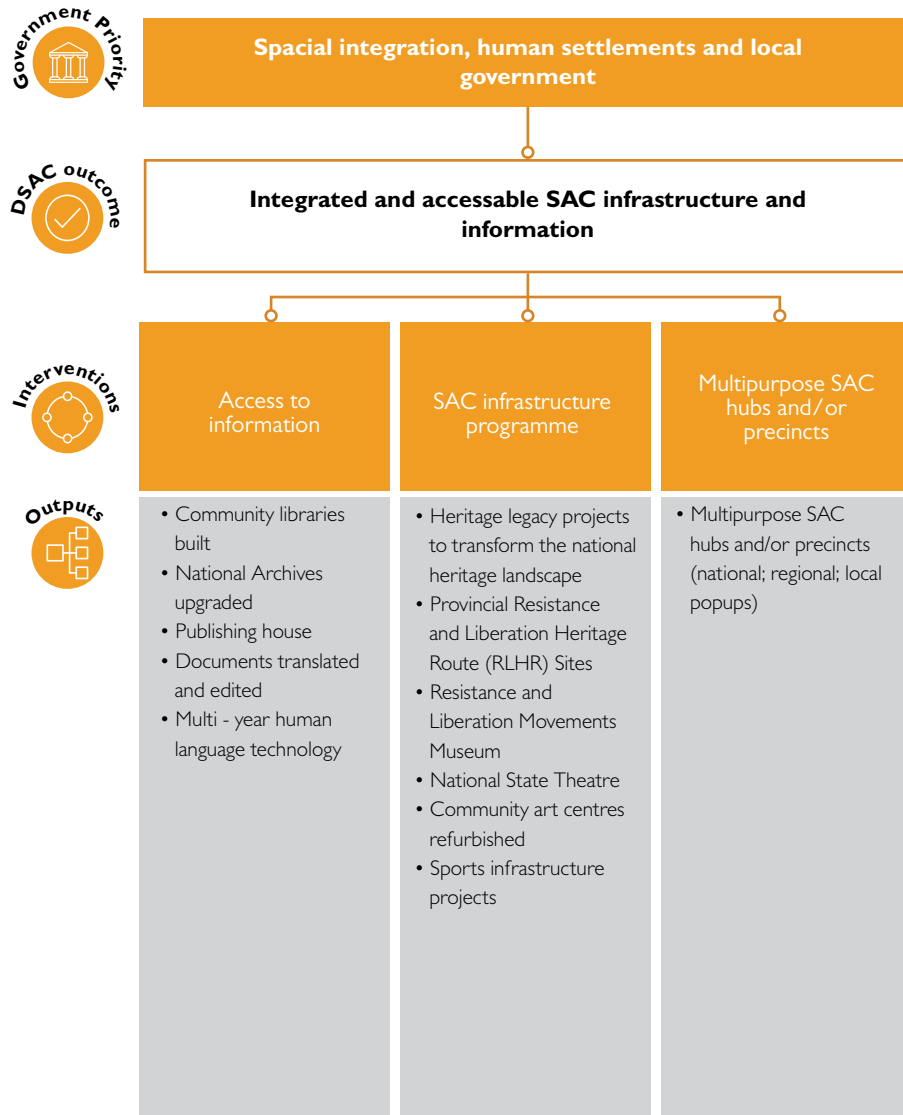 Government Priority
Spacial integration, human settlements and local
government
DSAC outcome
Integrated and accessable SAC infrastructure and
information
Interventions
Access to
information
SAC infrastructure
programme
Multipurpose SAC
hubs and/or
precincts
Outputs
• Community libraries
built
• National Archives
upgraded
• Publishing house
• Documents translated
and edited
• Multi - year human
language technology
• Heritage legacy projects
to transform the national
heritage landscape
• Provincial Resistance
and Liberation Heritage
Route (RLHR) Sites
• Resistance and
Liberation Movements
Museum
• National State Theatre
• Community art centres
refurbished
• Sports infrastructure
projects
• Multipurpose SAC
hubs and/or precincts
(national; regional; local
popups)